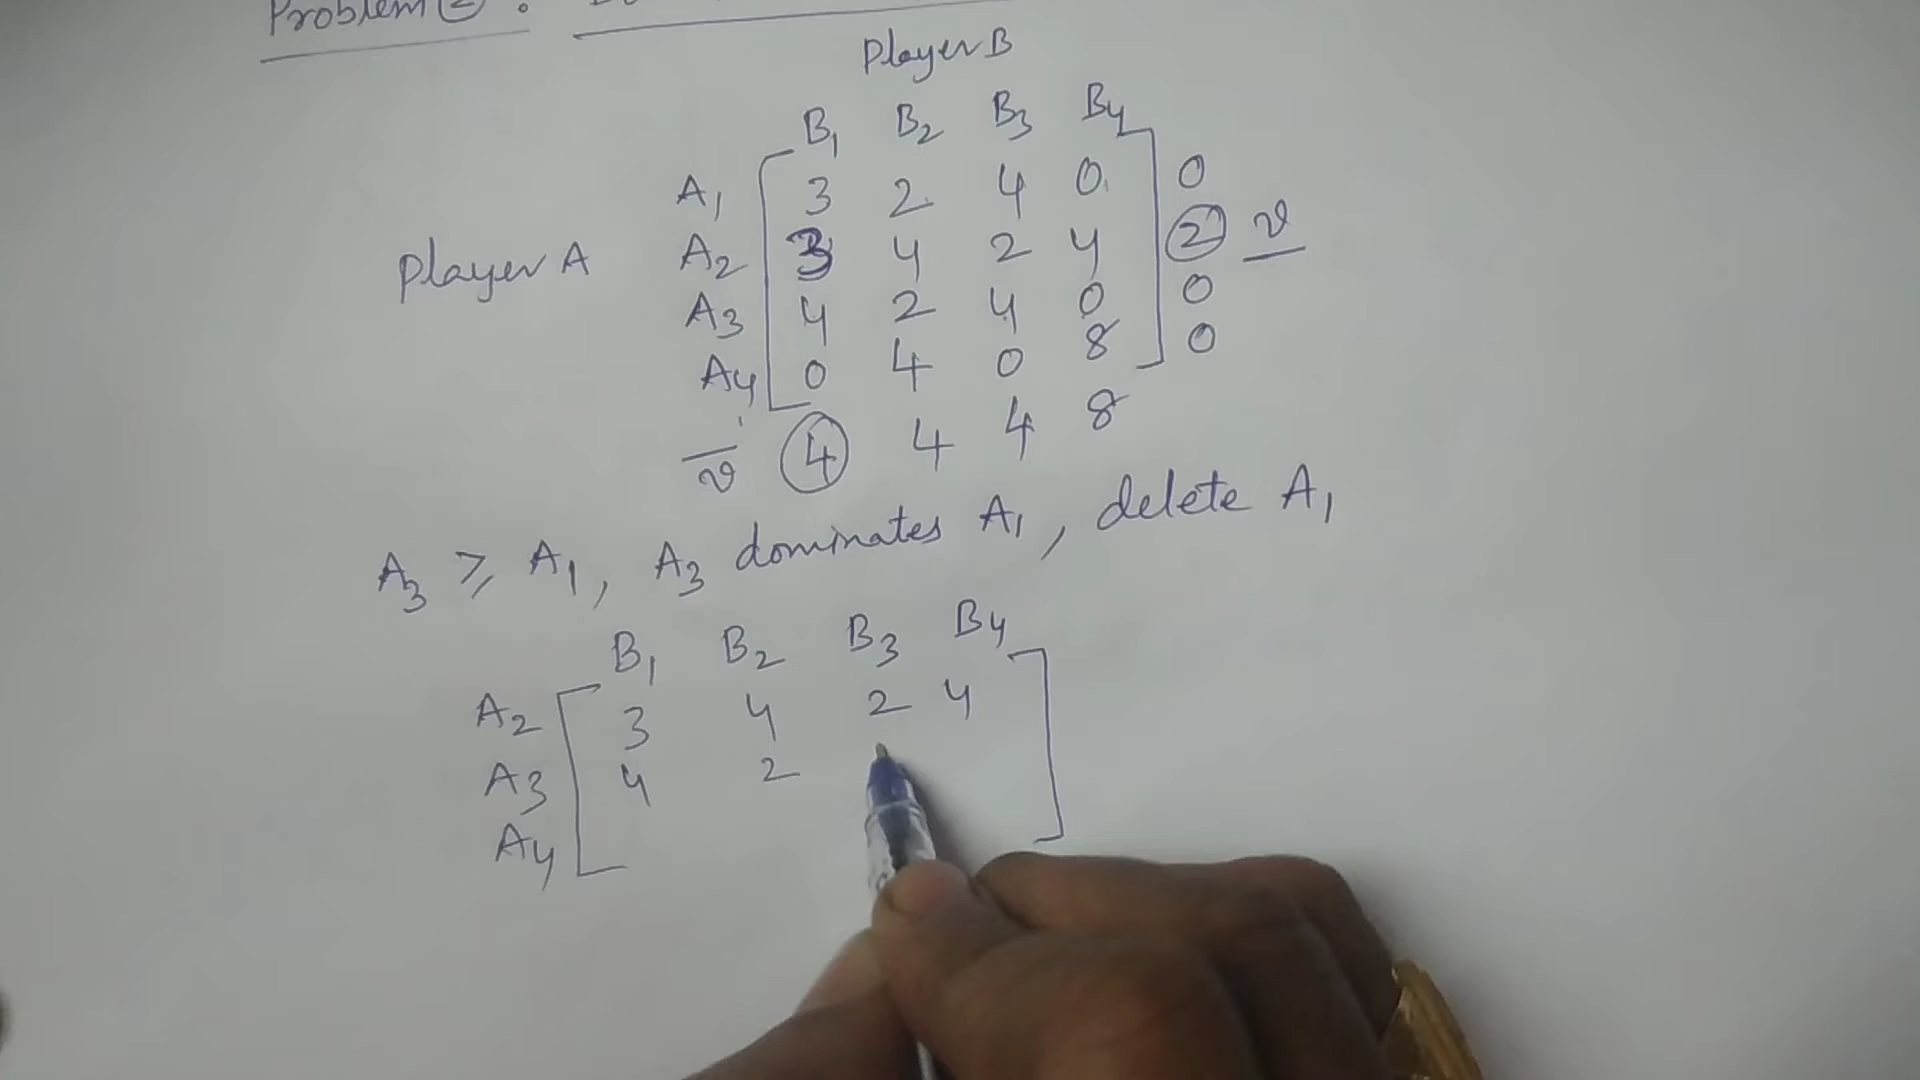 Problem ② :
Player B
B₁ B₂ B₃ B₄
A₁ 3 2 4 0 0
Player A A₂ 3 4 2 4 2 v
A₃ 4 2 4 0 0
A₄ 0 4 0 8 0
v̅ 4 4 4 8
A₃ ≥ A₁, A₃ dominates A₁, delete A₁
B₁ B₂ B₃ B₄
A₂ 3 4 2 4
A₃ 4 2
A₄